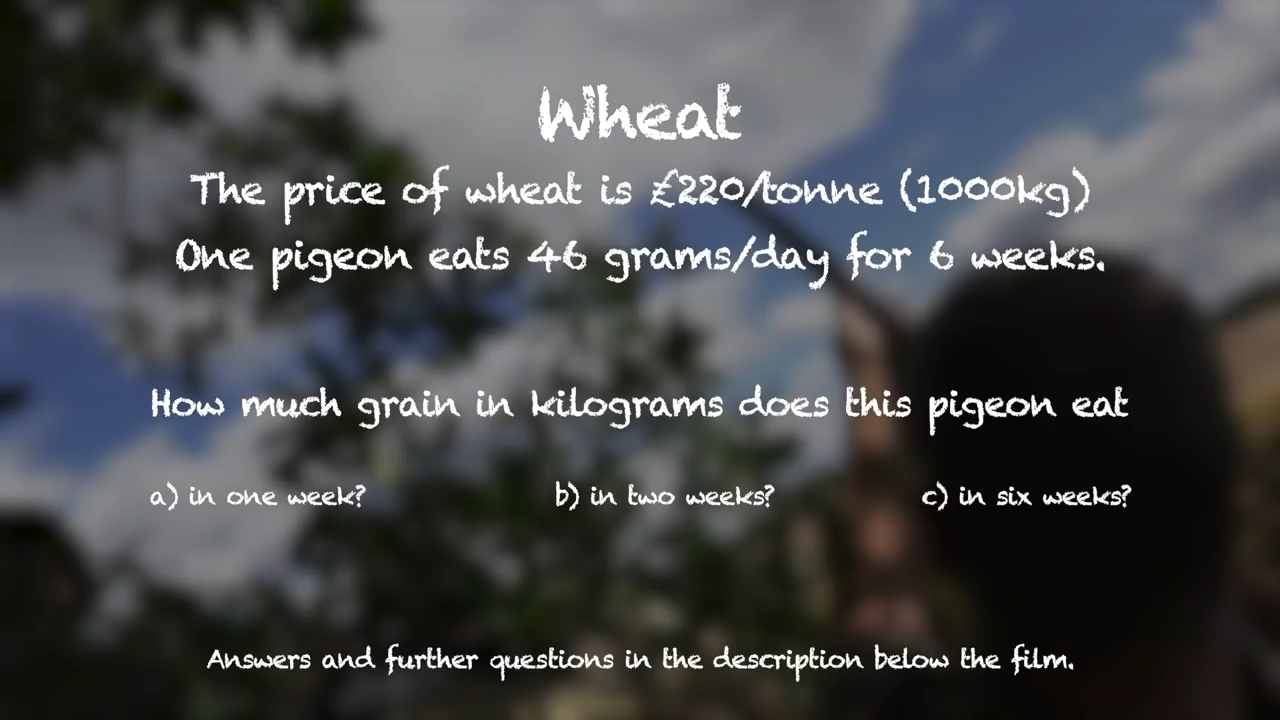 Wheat
The price of wheat is £220/tonne (1000kg)
One pigeon eats 46 grams/day for 6 weeks.
How much grain in kilograms does this pigeon eat
a) in one week? b) in two weeks? c) in six weeks?
Answers and further questions in the description below the film.